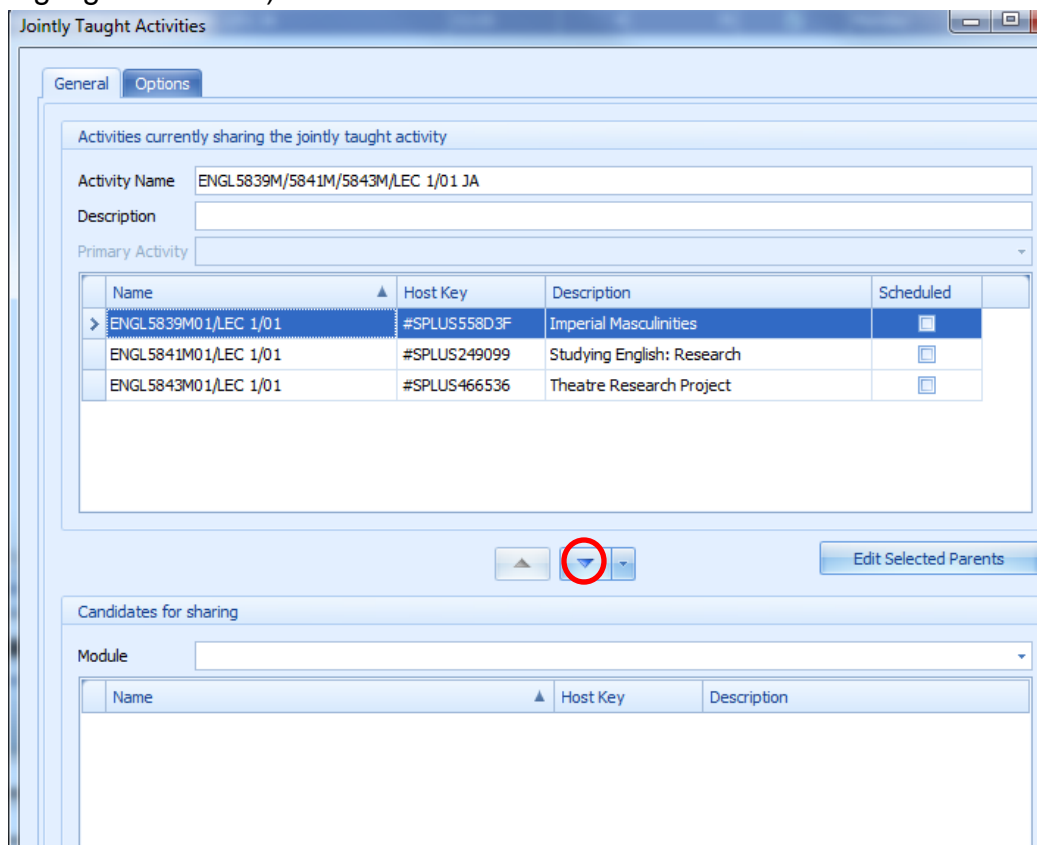 Jointly Taught Activities
General Options
Activities currently sharing the jointly taught activity
Activity Name ENGL5839M/5841M/5843M/LEC 1/01 JA
Description
Primary Activity
Name Host Key Description Scheduled
ENGL5839M01/LEC 1/01 #SPLUS558D3F Imperial Masculinities
ENGL5841M01/LEC 1/01 #SPLUS249099 Studying English: Research
ENGL5843M01/LEC 1/01 #SPLUS466536 Theatre Research Project
Edit Selected Parents
Candidates for sharing
Module
Name Host Key Description